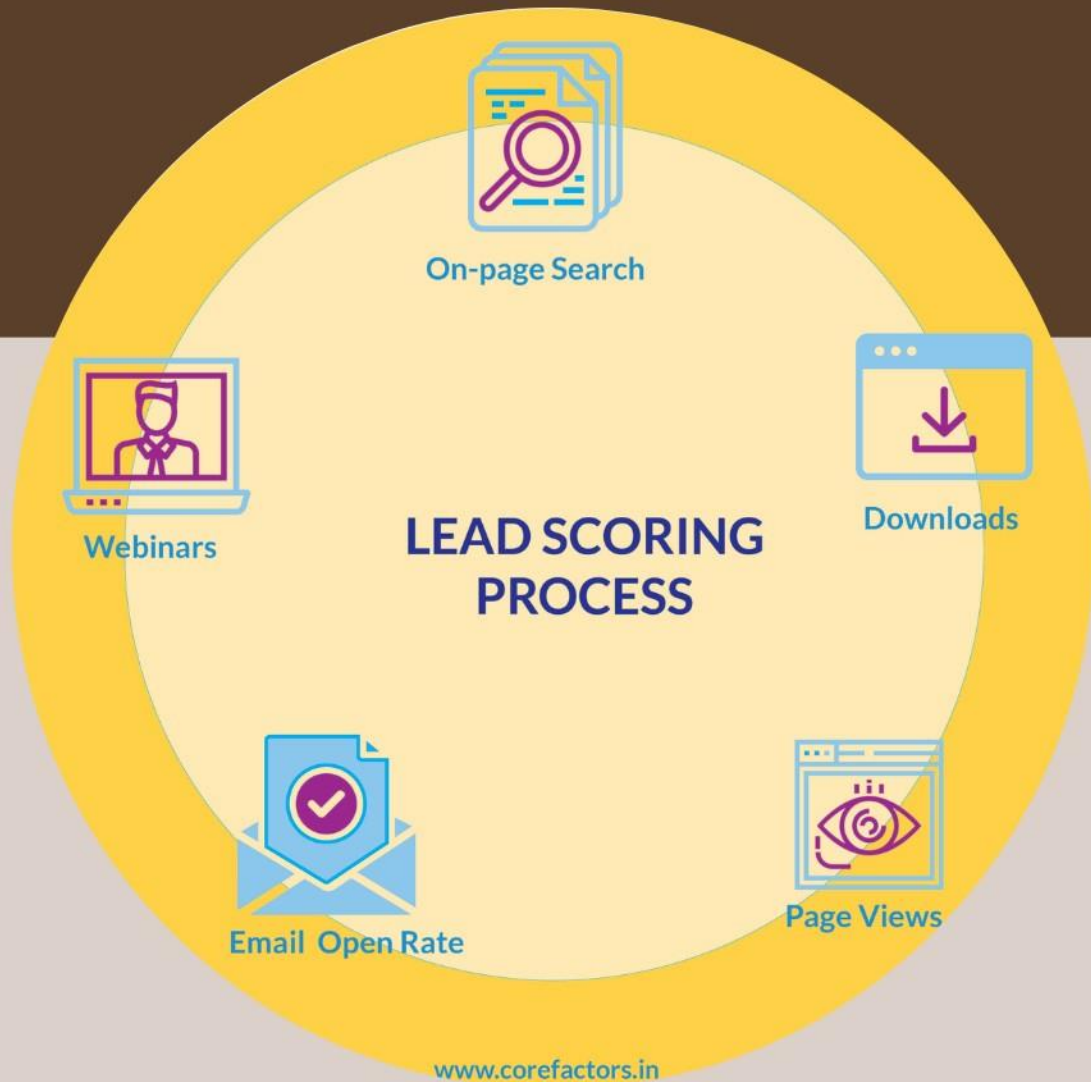 On-page Search
Downloads
Webinars
LEAD SCORING
PROCESS
Page Views
Email Open Rate
www.corefactors.in